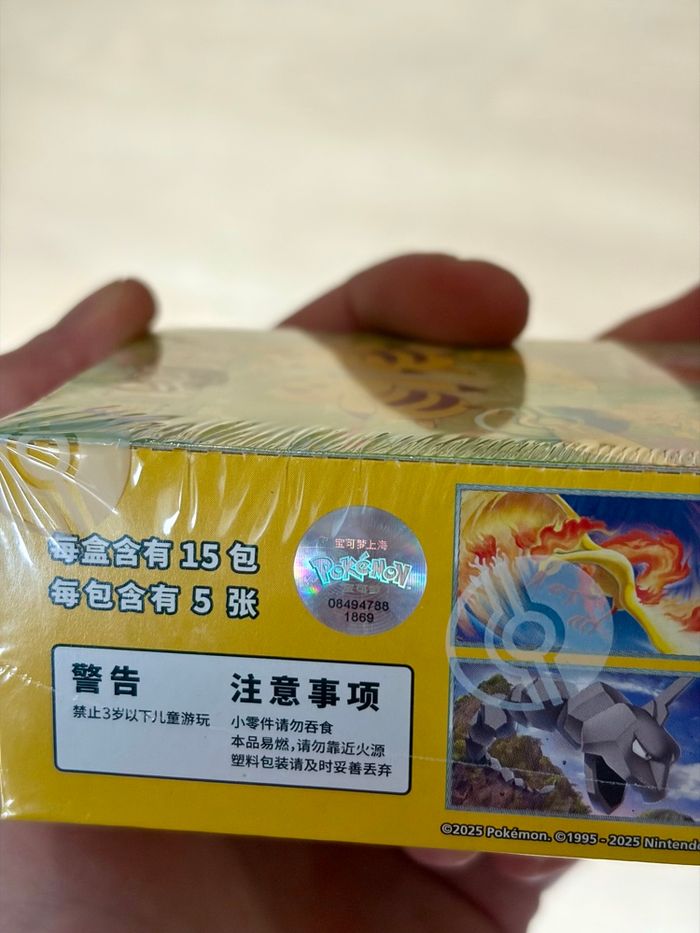 每盒含有 15 包
每包含有 5 张
宝可梦上海
POKÉMON
08494788
1869
警告
禁止3岁以下儿童游玩
注意事项
小零件请勿吞食
本品易燃,请勿靠近火源
塑料包装请及时妥善丢弃
©2025 Pokémon. ©1995 - 2025 Nintendo